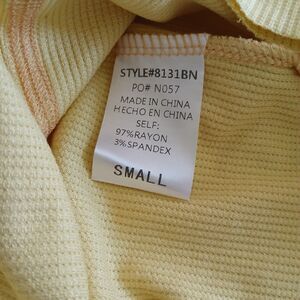 STYLE#8131BN
PO# N057
MADE IN CHINA
HECHO EN CHINA
SELF:
97%RAYON
3%SPANDEX
SMALL